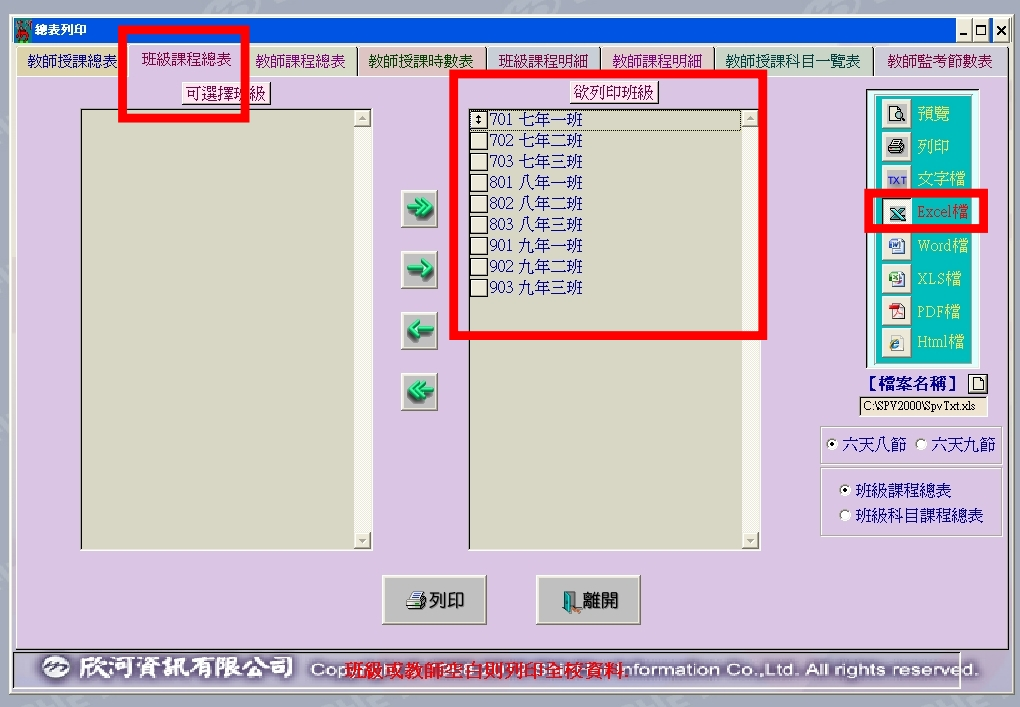 總表列印
教師授課總表 班級課程總表 教師課程總表 教師授課時數表 班級課程明細 教師課程明細 教師授課科目一覽表 教師監考節數表
可選擇班級
欲列印班級
701 七年一班
702 七年二班
703 七年三班
801 八年一班
802 八年二班
803 八年三班
901 九年一班
902 九年二班
903 九年三班
預覽
列印
TXT 文字檔
Excel檔
Word檔
XLS檔
PDF檔
Html檔
【檔案名稱】
C:\SPV2000\SpvTxt.xls
六天八節 六天九節
班級課程總表
班級科目課程總表
列印 離開
欣河資訊有限公司
班級或教師空白則列印全校資料.
Information Co.,Ltd. All rights reserved.